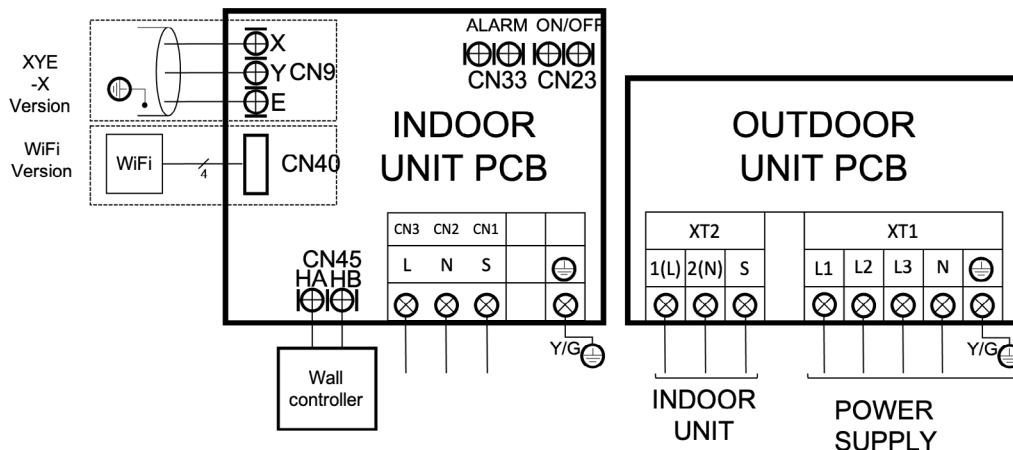 XYE
-X
Version
X
Y CN9
E
WiFi
Version
WiFi
4
CN40
ALARM ON/OFF
CN33 CN23
INDOOR
UNIT PCB
CN45
HA HB
Wall
controller
CN3 CN2 CN1
L N S
Y/G
OUTDOOR
UNIT PCB
XT2 XT1
1(L) 2(N) S L1 L2 L3 N
Y/G
INDOOR
UNIT
POWER
SUPPLY